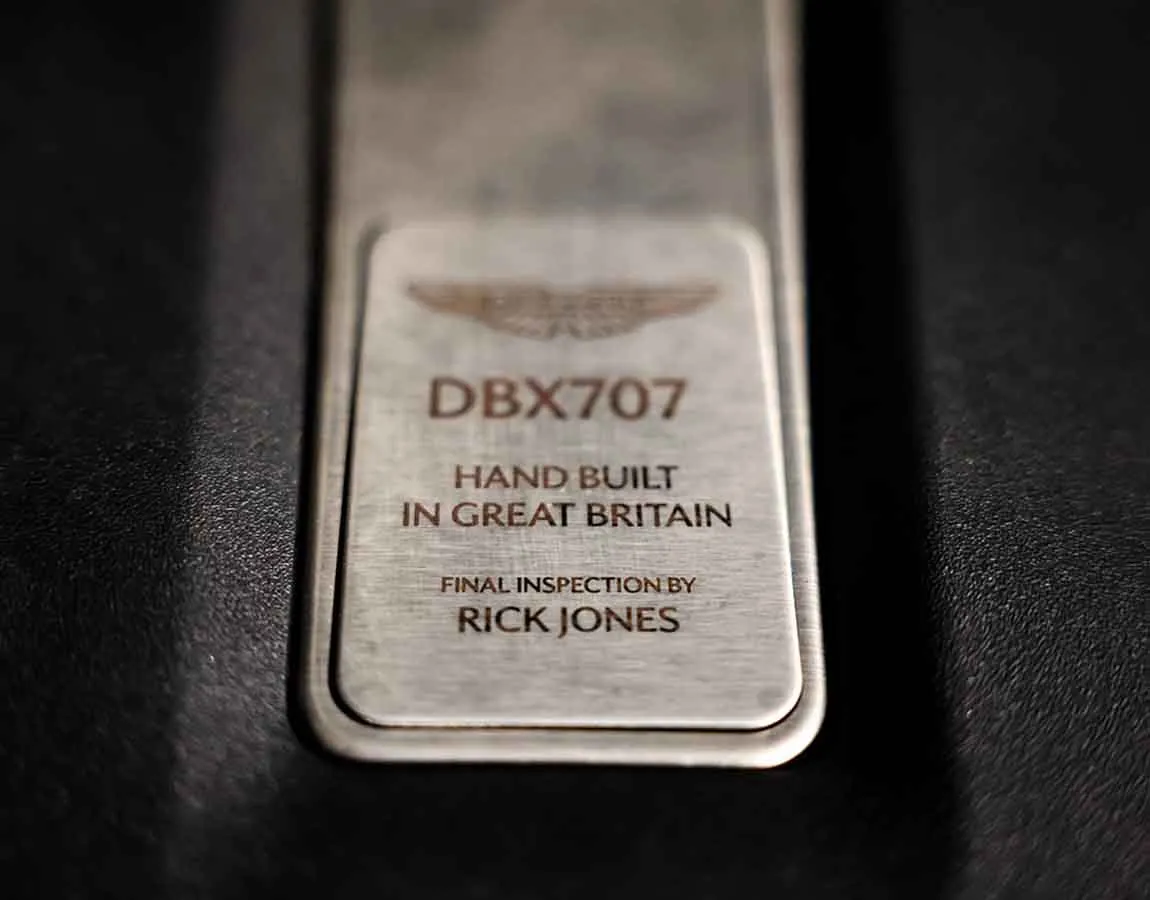 DBX707
HAND BUILT
IN GREAT BRITAIN
FINAL INSPECTION BY
RICK JONES